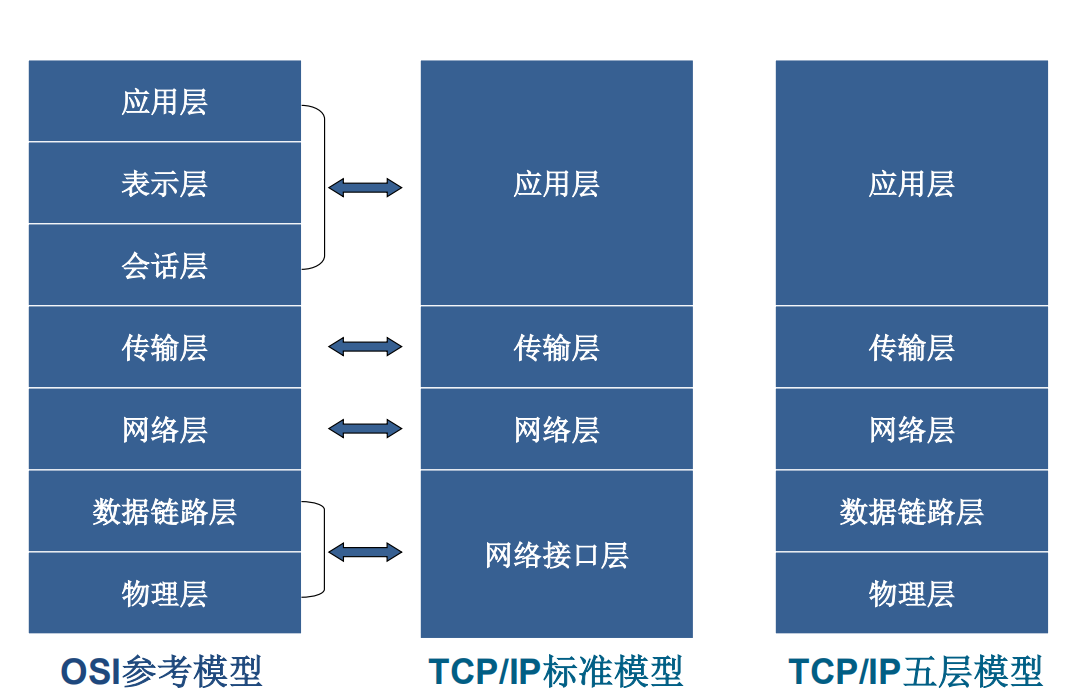 应用层
表示层
会话层
传输层
网络层
数据链路层
物理层
OSI参考模型
应用层
传输层
网络层
网络接口层
TCP/IP标准模型
应用层
传输层
网络层
数据链路层
物理层
TCP/IP五层模型